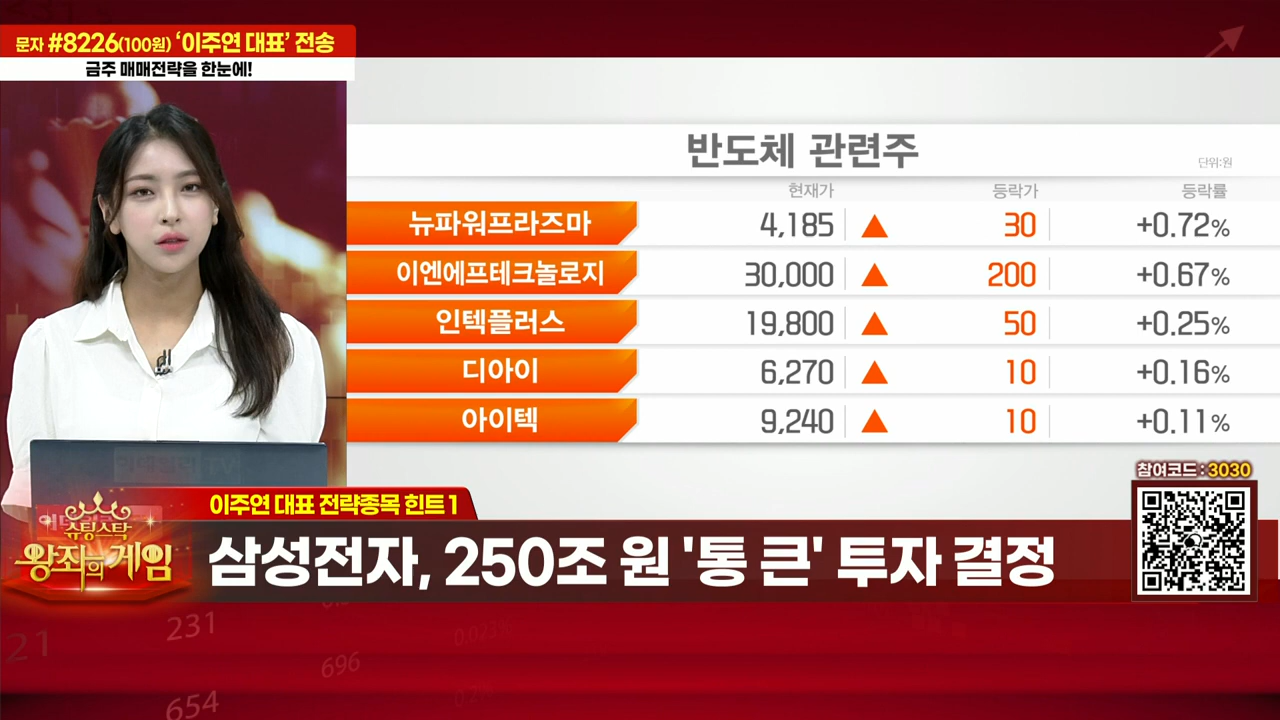 문자 #8226(100원) ‘이주연 대표’ 전송
금주 매매전략을 한눈에!
반도체 관련주
단위:원
현재가 등락가 등락률
뉴파워프라즈마 4,185 ▲ 30 +0.72%
이엔에프테크놀로지 30,000 ▲ 200 +0.67%
인텍플러스 19,800 ▲ 50 +0.25%
디아이 6,270 ▲ 10 +0.16%
아이텍 9,240 ▲ 10 +0.11%
참여코드:3030
이주연 대표 전략종목 힌트 1
슈팅스탁
왕좌의 게임
삼성전자, 250조 원 '통 큰' 투자 결정
21
231
696
654
0.023%